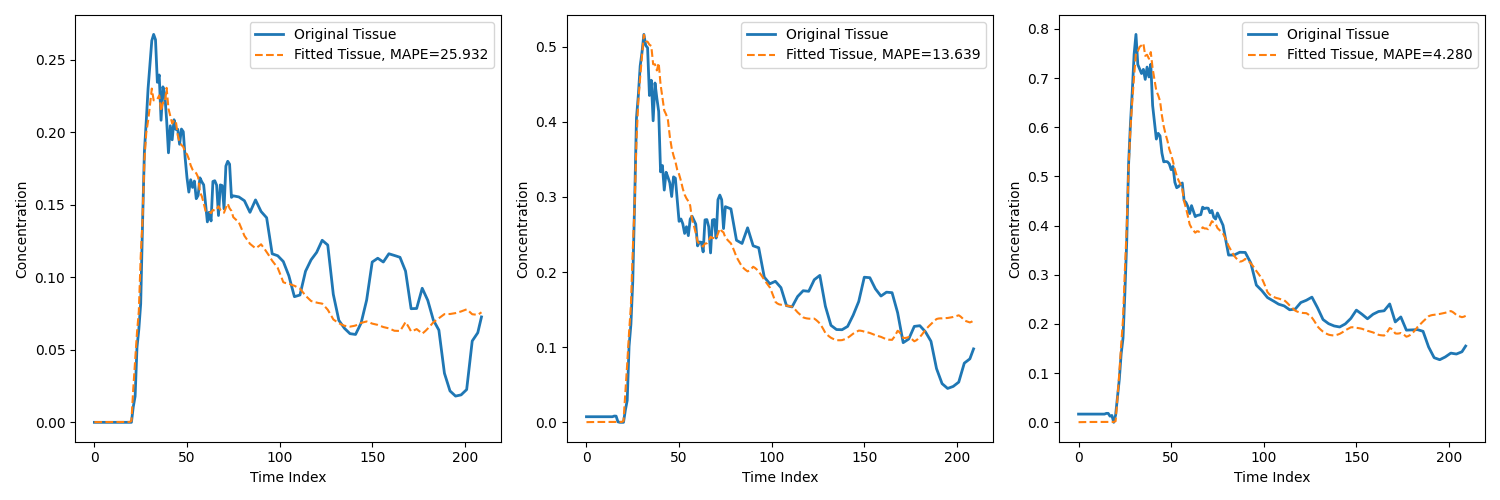 Original Tissue
Fitted Tissue, MAPE=25.932
Concentration
0.25
0.20
0.15
0.10
0.05
0.00
0 50 100 150 200
Time Index
Original Tissue
Fitted Tissue, MAPE=13.639
Concentration
0.5
0.4
0.3
0.2
0.1
0.0
0 50 100 150 200
Time Index
Original Tissue
Fitted Tissue, MAPE=4.280
Concentration
0.8
0.7
0.6
0.5
0.4
0.3
0.2
0.1
0.0
0 50 100 150 200
Time Index